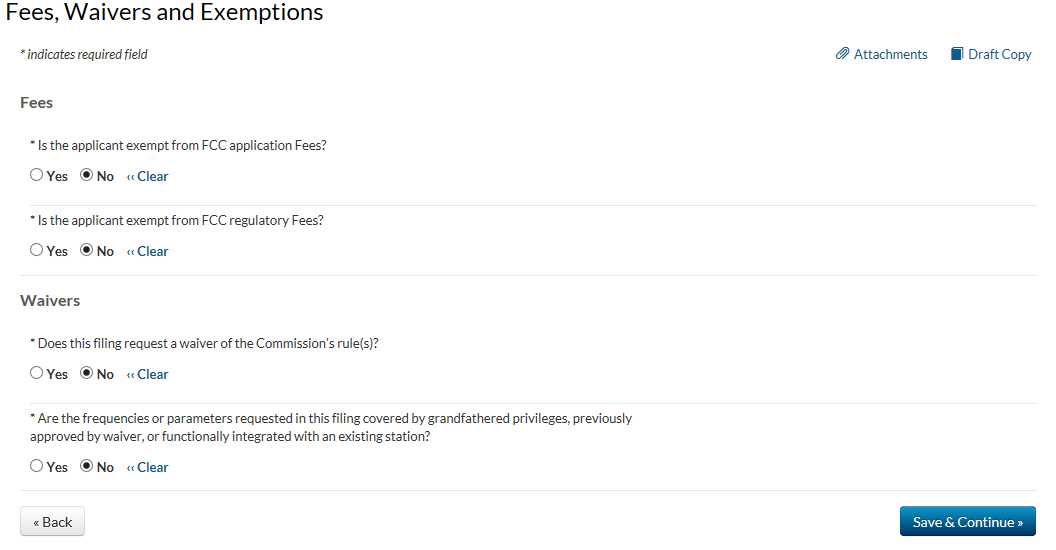 Fees, Waivers and Exemptions
* indicates required field
Attachments
Draft Copy
Fees
* Is the applicant exempt from FCC application Fees?
Yes No ‹‹ Clear
* Is the applicant exempt from FCC regulatory Fees?
Yes No ‹‹ Clear
Waivers
* Does this filing request a waiver of the Commission's rule(s)?
Yes No ‹‹ Clear
* Are the frequencies or parameters requested in this filing covered by grandfathered privileges, previously
approved by waiver, or functionally integrated with an existing station?
Yes No ‹‹ Clear
« Back
Save & Continue »